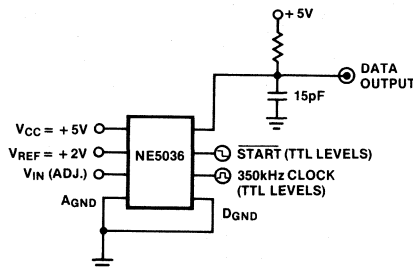 +5V
DATA
OUTPUT
15pF
VCC = +5V
VREF = +2V
VIN (ADJ.)
AGND
NE5036
START (TTL LEVELS)
350kHz CLOCK
(TTL LEVELS)
DGND